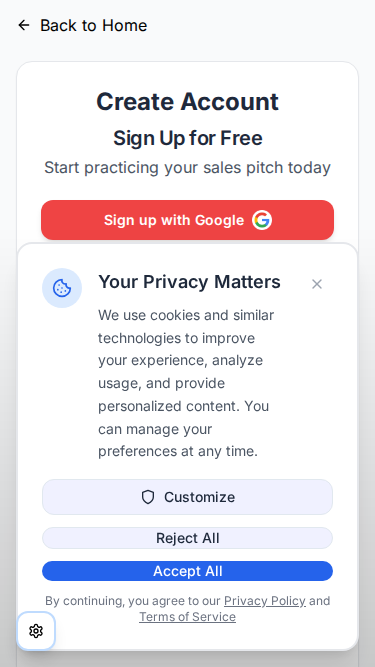 Back to Home
Create Account
Sign Up for Free
Start practicing your sales pitch today
Sign up with Google
Your Privacy Matters
We use cookies and similar
technologies to improve
your experience, analyze
usage, and provide
personalized content. You
can manage your
preferences at any time.
Customize
Reject All
Accept All
By continuing, you agree to our Privacy Policy and
Terms of Service